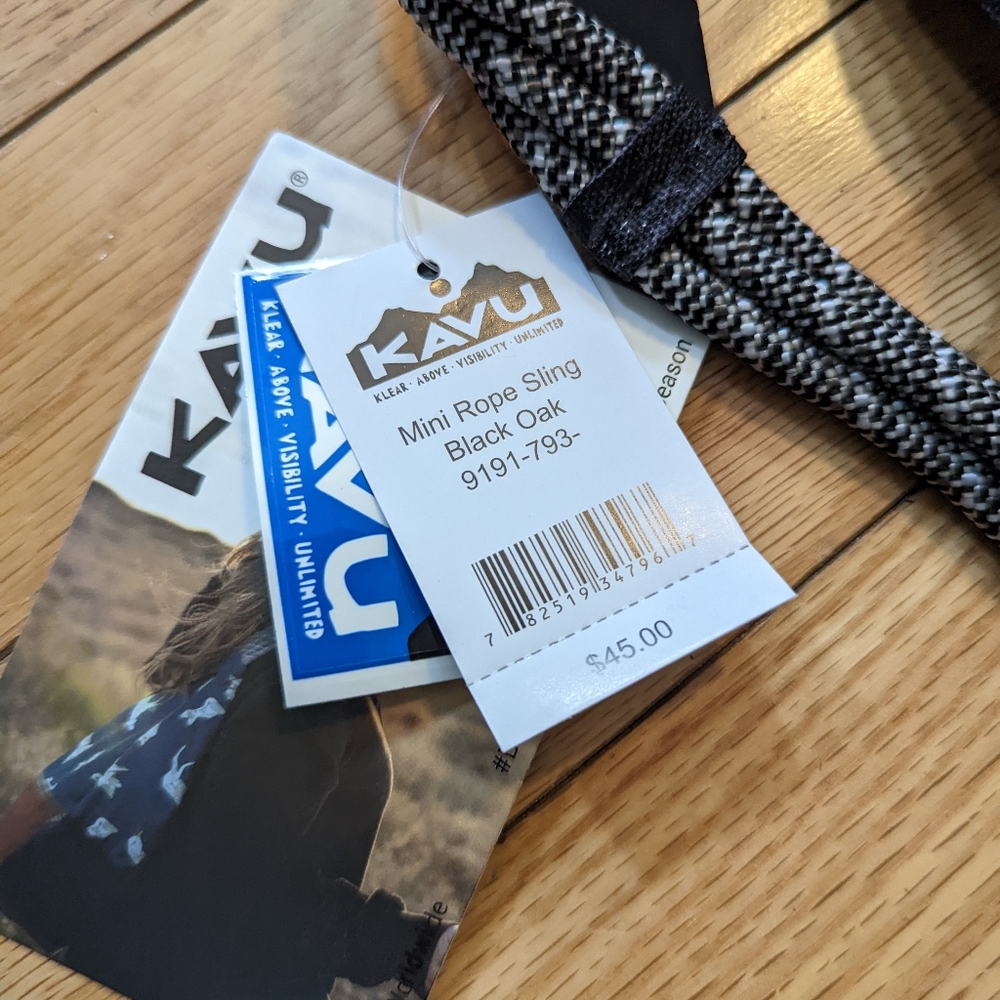 KAVU®
KAVU
KLEAR · ABOVE · VISIBILITY · UNLIMITED
KAVU
KLEAR · ABOVE · VISIBILITY · UNLIMITED
Mini Rope Sling
Black Oak
9191-793-
7 82519 34796 7
$45.00
eason